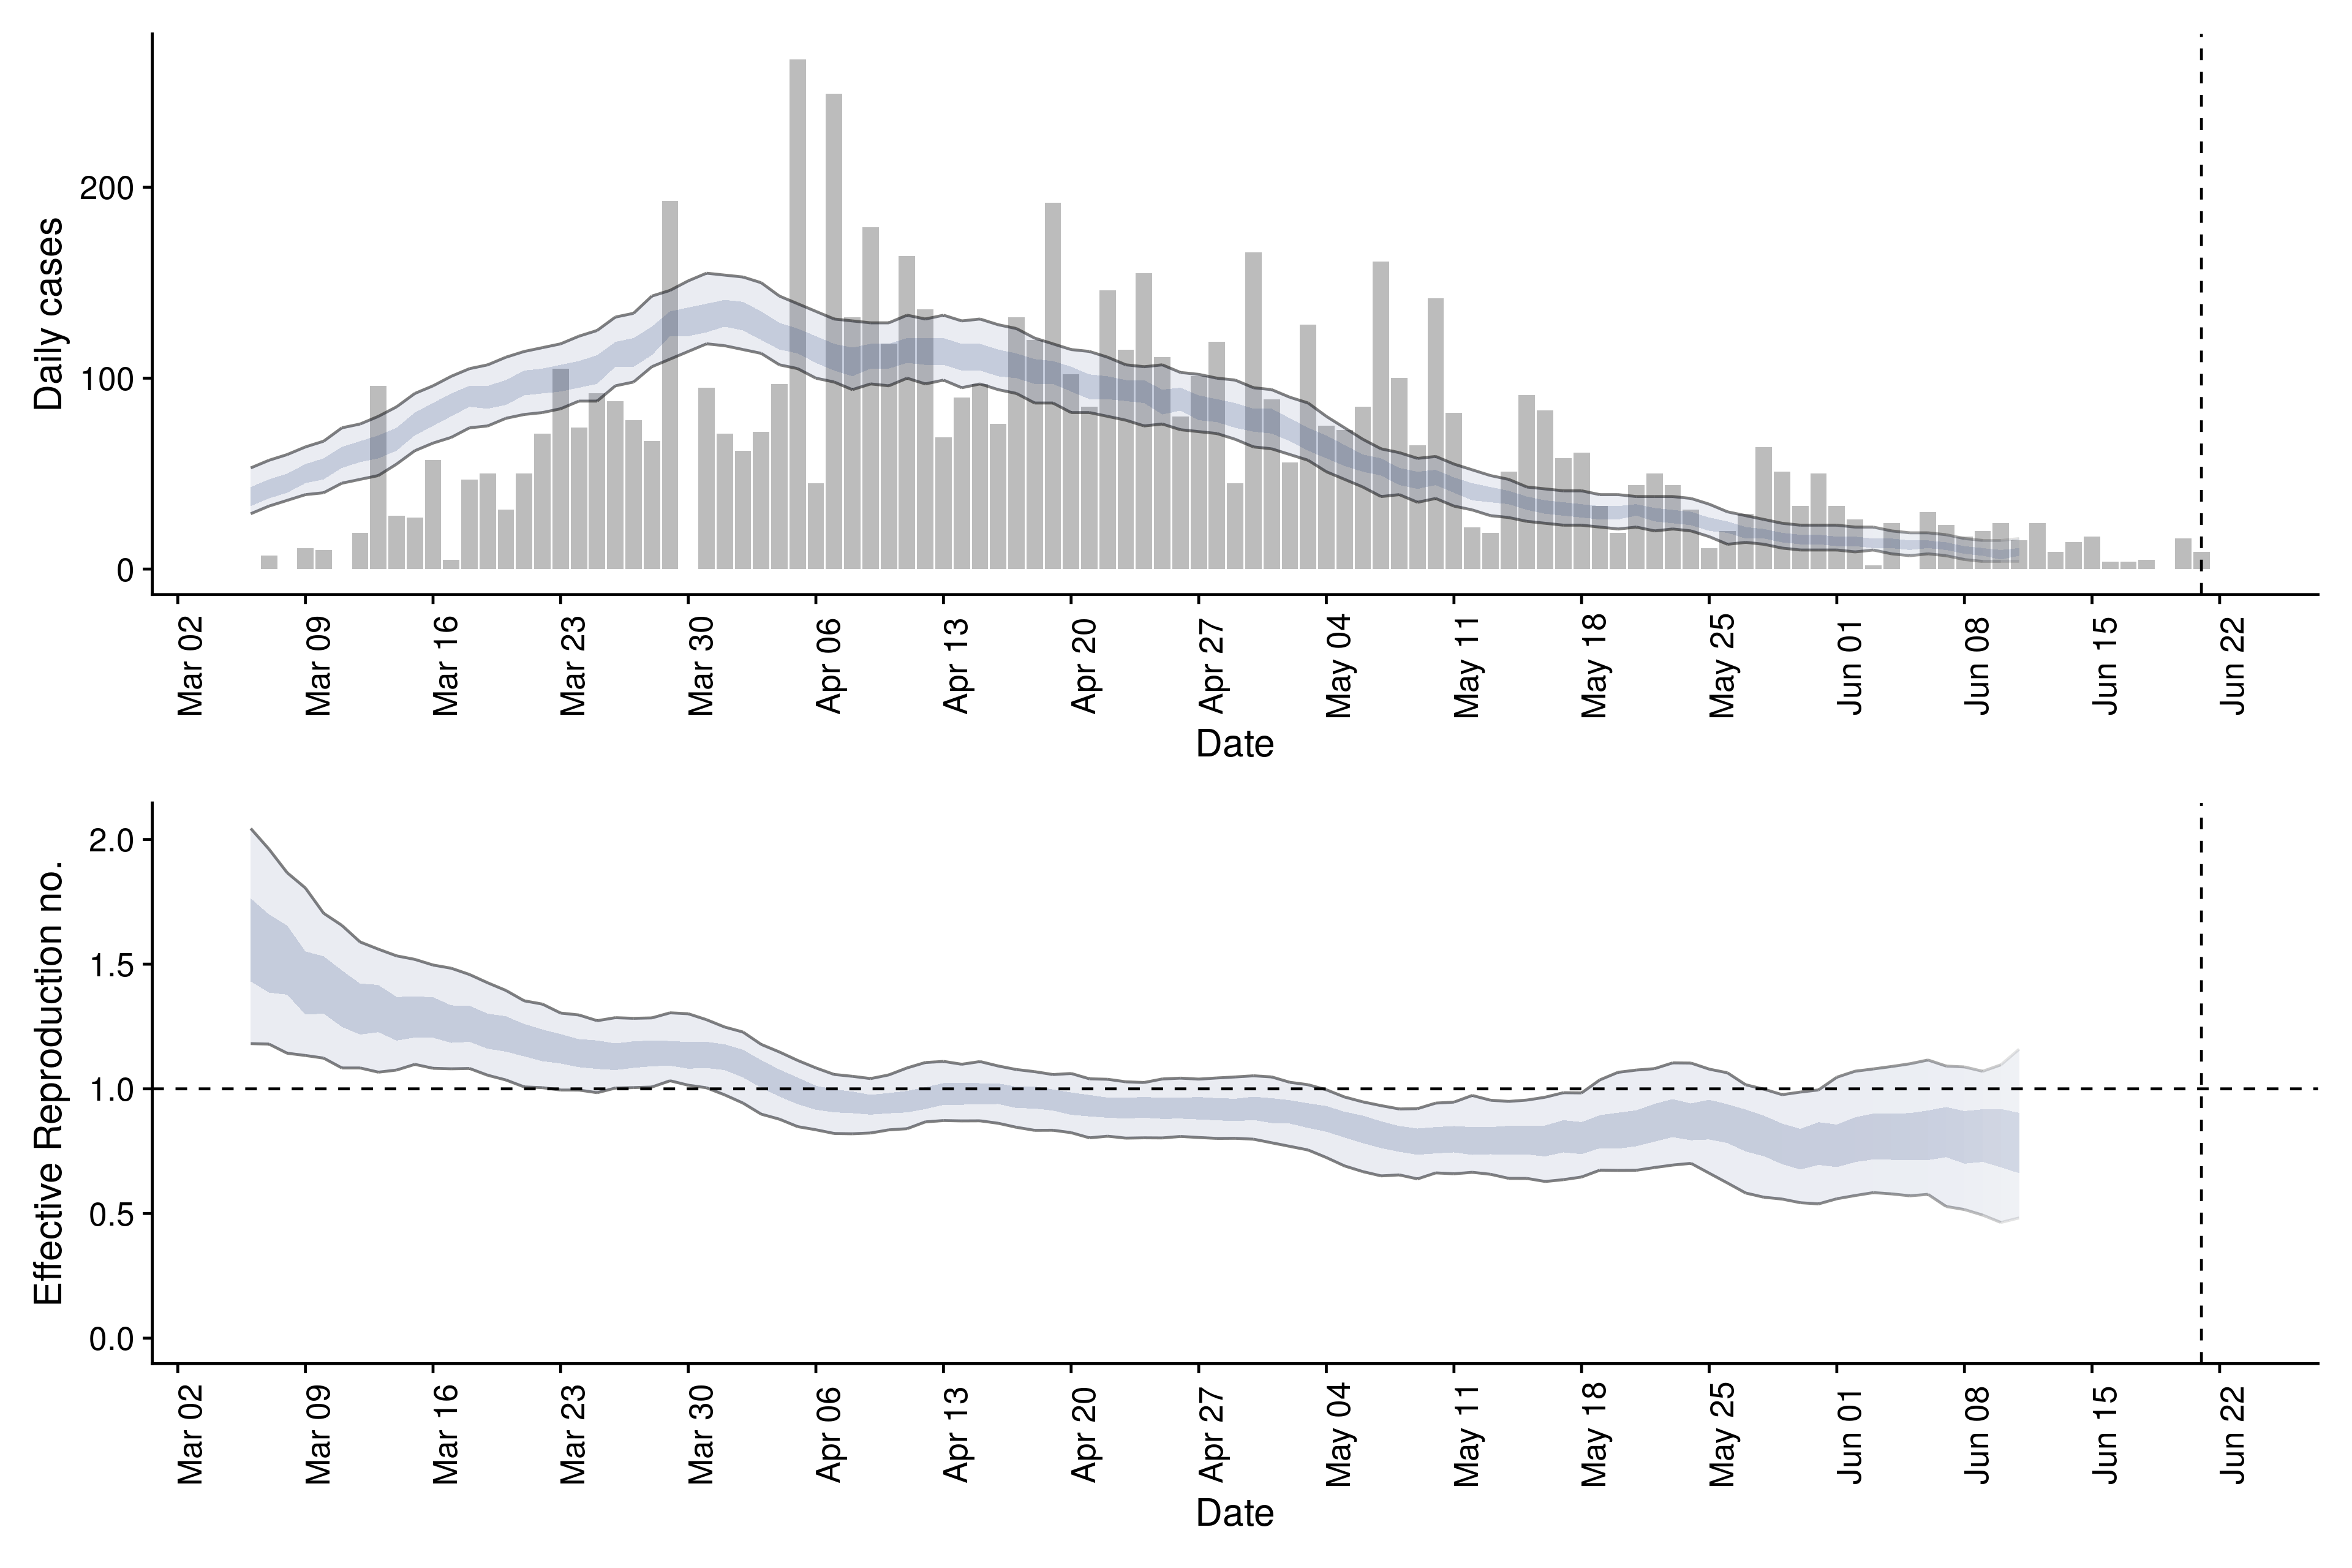 Daily cases
200
100
0
Mar 02
Mar 09
Mar 16
Mar 23
Mar 30
Apr 06
Apr 13
Apr 20
Apr 27
May 04
May 11
May 18
May 25
Jun 01
Jun 08
Jun 15
Jun 22
Date
Effective Reproduction no.
2.0
1.5
1.0
0.5
0.0
Mar 02
Mar 09
Mar 16
Mar 23
Mar 30
Apr 06
Apr 13
Apr 20
Apr 27
May 04
May 11
May 18
May 25
Jun 01
Jun 08
Jun 15
Jun 22
Date